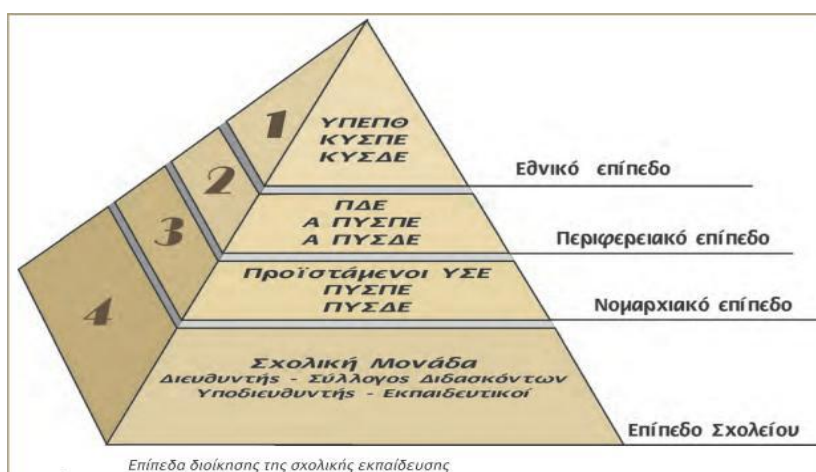 1
ΥΠΕΠΘ
ΚΥΣΠΕ
ΚΥΣΔΕ
Εθνικό επίπεδο
2
ΠΔΕ
Α ΠΥΣΠΕ
Α ΠΥΣΔΕ
Περιφερειακό επίπεδο
3
Προϊστάμενοι ΥΣΕ
ΠΥΣΠΕ
ΠΥΣΔΕ
Νομαρχιακό επίπεδο
4
Σχολική Μονάδα
Διευθυντής - Σύλλογος Διδασκόντων
Υποδιευθυντής - Εκπαιδευτικοί
Επίπεδο Σχολείου
Επίπεδα διοίκησης της σχολικής εκπαίδευσης